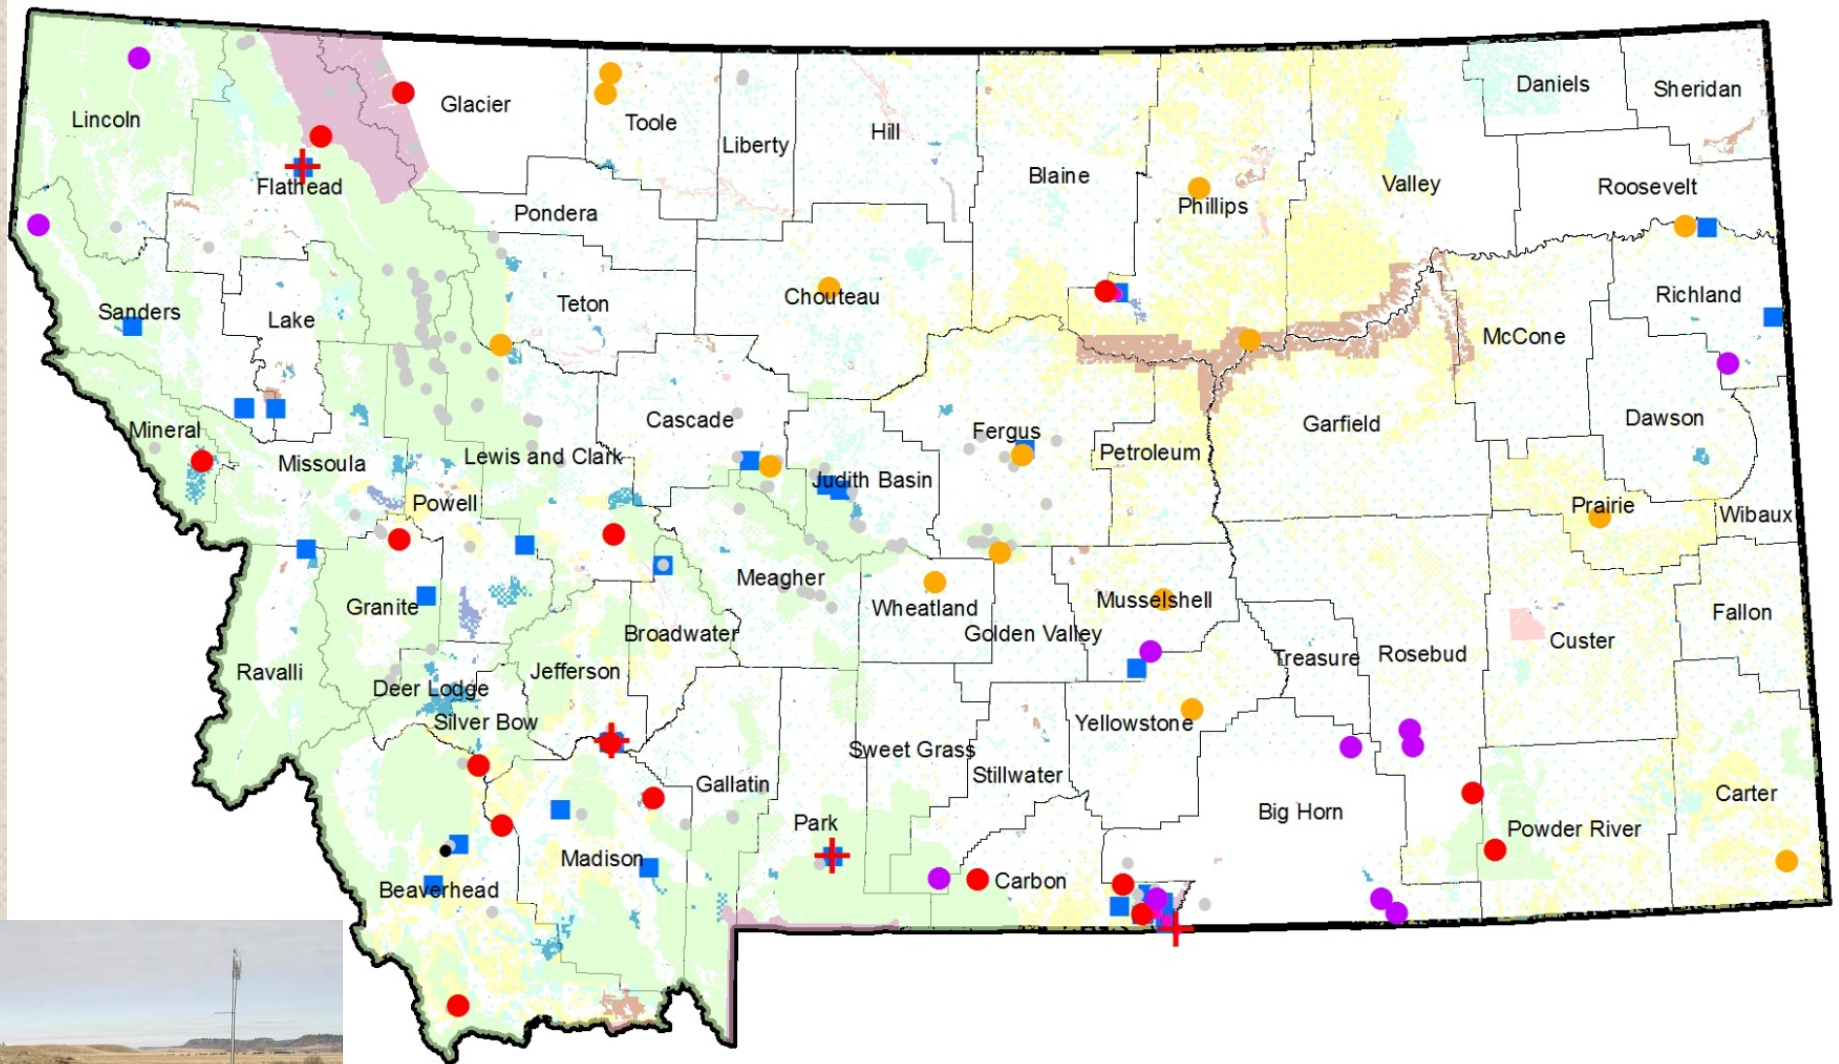 Daniels
Sheridan
Glacier
Lincoln
Toole
Hill
Liberty
Blaine
Valley
Roosevelt
Flathead
Phillips
Pondera
Richland
Chouteau
Teton
Sanders
Lake
McCone
Cascade
Dawson
Garfield
Mineral
Fergus
Petroleum
Missoula
Lewis and Clark
Judith Basin
Powell
Prairie
Wibaux
Meagher
Granite
Wheatland
Musselshell
Fallon
Broadwater
Golden Valley
Custer
Treasure
Rosebud
Ravalli
Jefferson
Deer Lodge
Silver Bow
Yellowstone
Sweet Grass
Stillwater
Gallatin
Carter
Big Horn
Park
Powder River
Madison
Carbon
Beaverhead